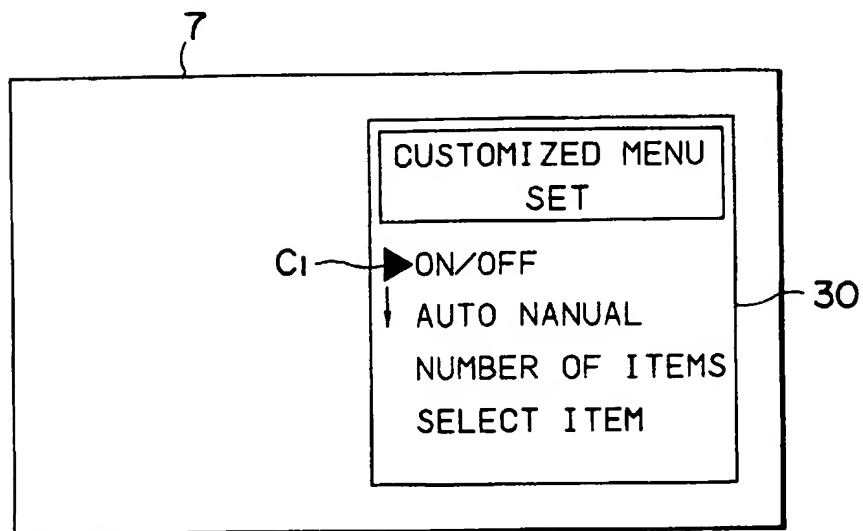 7
CUSTOMIZED MENU
SET
C1 ON/OFF
AUTO NANUAL
30
NUMBER OF ITEMS
SELECT ITEM